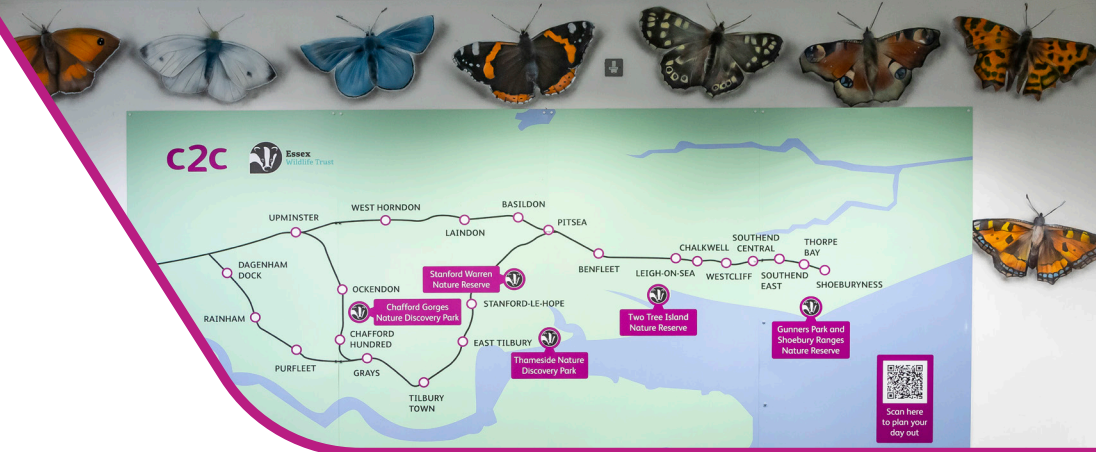 c2c
Essex
Wildlife Trust
UPMINSTER
WEST HORNDON
LAINDON
BASILDON
PITSEA
BENFLEET
LEIGH-ON-SEA
CHALKWELL
WESTCLIFF
SOUTHEND
CENTRAL
SOUTHEND
EAST
THORPE
BAY
SHOEBURYNESS
DAGENHAM
DOCK
RAINHAM
PURFLEET
OCKENDON
CHAFFORD
HUNDRED
GRAYS
TILBURY
TOWN
EAST TILBURY
STANFORD-LE-HOPE
Stanford Warren
Nature Reserve
Chafford Gorges
Nature Discovery Park
Thameside Nature
Discovery Park
Two Tree Island
Nature Reserve
Gunners Park and
Shoebury Ranges
Nature Reserve
Scan here
to plan your
day out